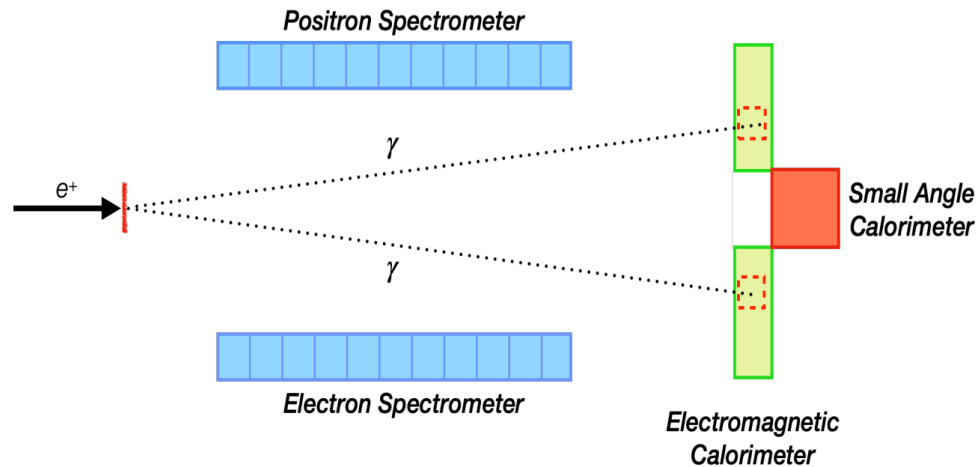 Positron Spectrometer
γ
e⁺
Small Angle
Calorimeter
γ
Electron Spectrometer
Electromagnetic
Calorimeter